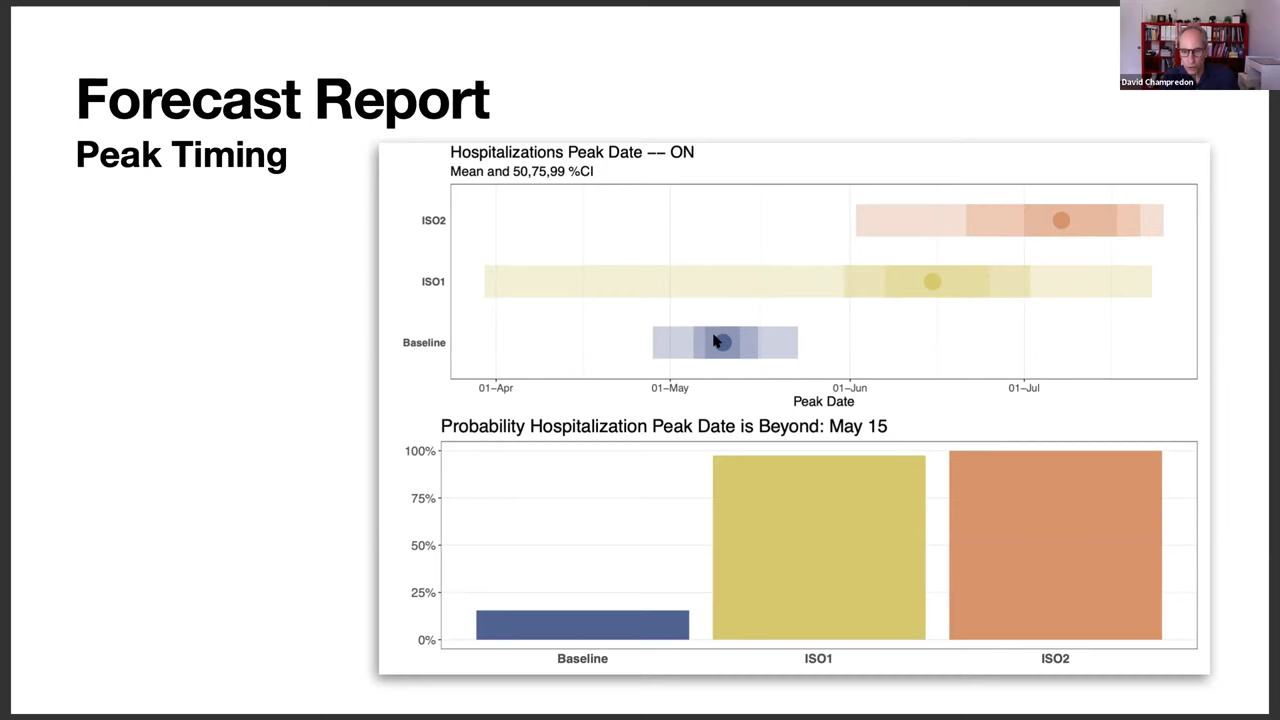 David Champredon
Forecast Report
Peak Timing
Hospitalizations Peak Date –– ON
Mean and 50,75,99 %CI
ISO2
ISO1
Baseline
01–Apr
01–May
01–Jun
01–Jul
Peak Date
Probability Hospitalization Peak Date is Beyond: May 15
100%
75%
50%
25%
0%
Baseline
ISO1
ISO2